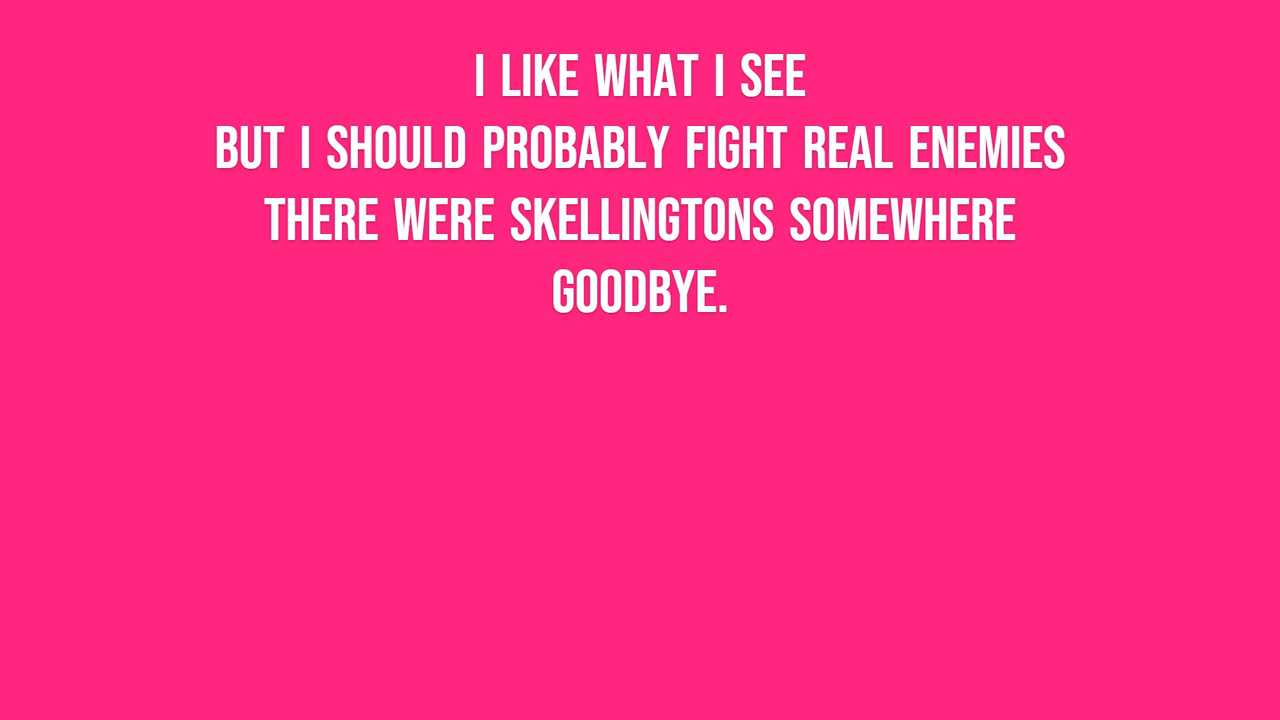 I LIKE WHAT I SEE
BUT I SHOULD PROBABLY FIGHT REAL ENEMIES
THERE WERE SKELLINGTONS SOMEWHERE
GOODBYE.